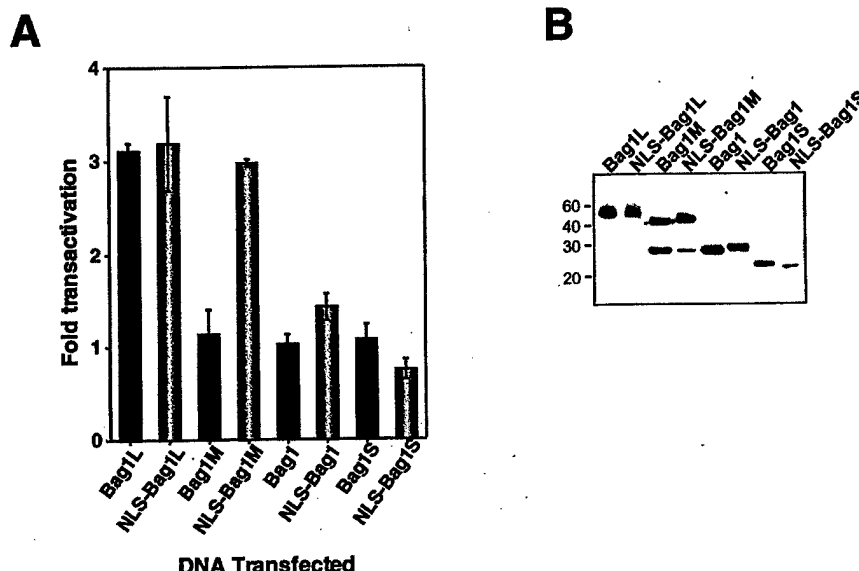 A
4
3
2
1
0
Fold transactivation
Bag1L
NLS-Bag1L
Bag1M
NLS-Bag1M
Bag1
NLS-Bag1
Bag1S
NLS-Bag1S
DNA Transfected
B
Bag1L
NLS-Bag1L
Bag1M
NLS-Bag1M
Bag1
NLS-Bag1
Bag1S
NLS-Bag1S
60
40
30
20